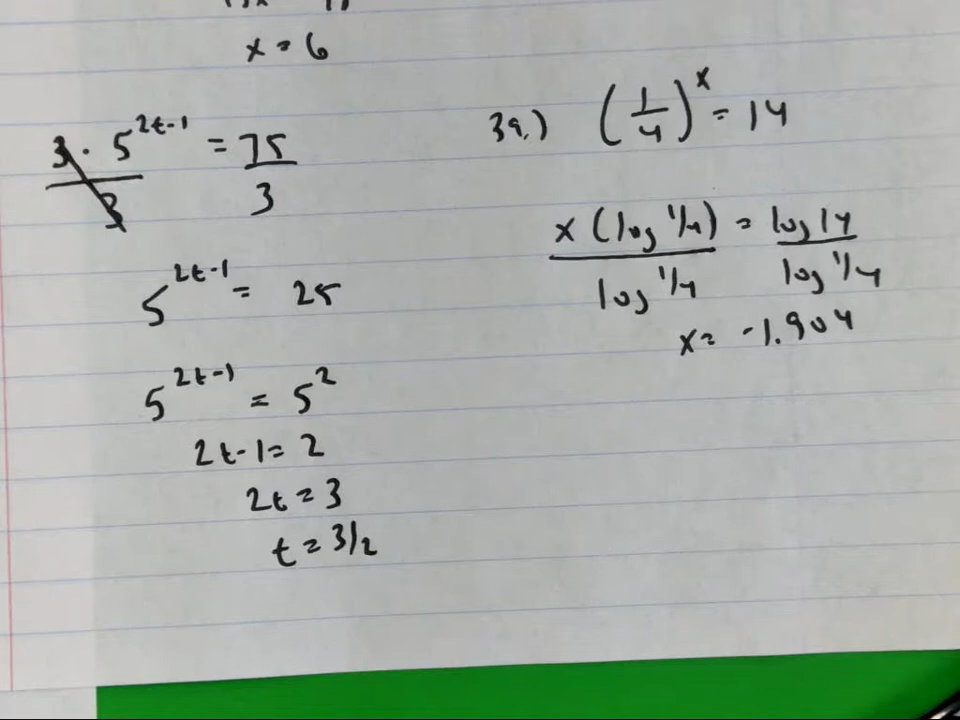 x = 6
3 · 5^{2t-1} = 75
3 3
5^{2t-1} = 25
5^{2t-1} = 5^2
2t-1 = 2
2t = 3
t = 3/2
39.) (1/4)^x = 14
x (log 1/4) = log 14
log 1/4 log 1/4
x = -1.904